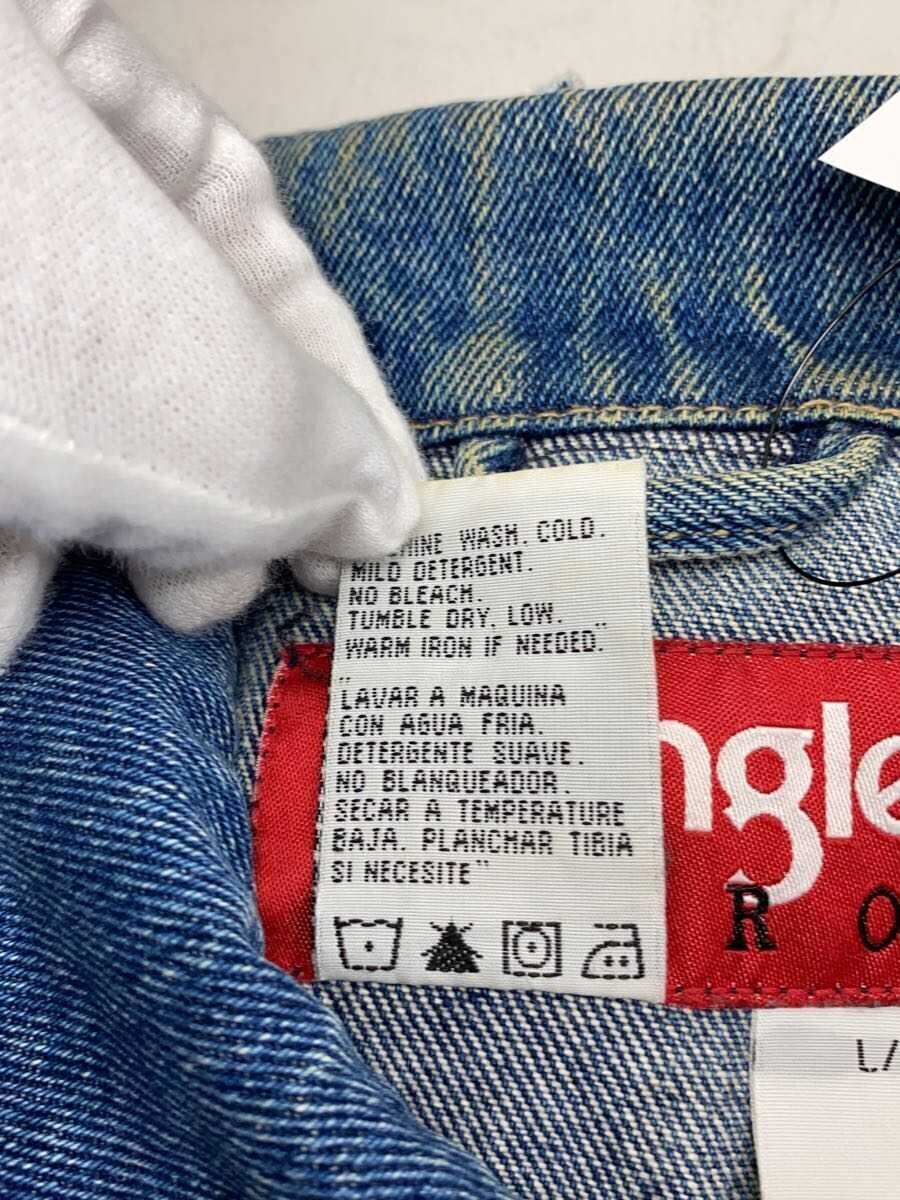 WASH. COLD.
MILD DETERGENT.
NO BLEACH.
TUMBLE DRY, LOW.
WARM IRON IF NEEDED."
"
LAVAR A MAQUINA
CON AGUA FRIA.
DETERGENTE SUAVE.
NO BLANQUEADOR.
SECAR A TEMPERATURE
BAJA. PLANCHAR TIBIA
SI NECESITE"
ngle
R O
L/